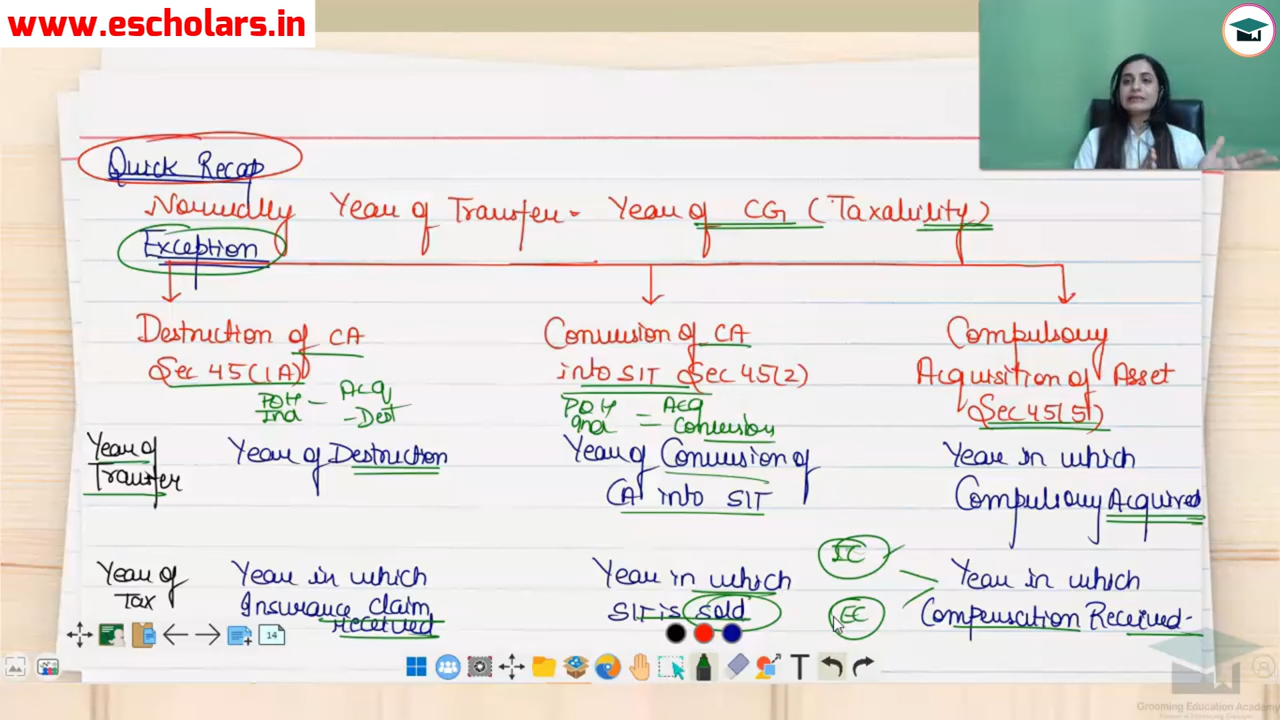 www.escholars.in
Quick Recap
Normally Year of Transfer = Year of CG (Taxability)
Exception
Destruction of CA
Sec 45(1A)
POH Ind – Acq – Dest
Conversion of CA
into SIT Sec 45(2)
POH Ind = Acq Conversion
Compulsory
Acquisition of Asset
Sec 45(5)
Year of
Transfer
Year of Destruction
Year of Conversion of
CA into SIT
Year in which
Compulsory Acquired
Year of
Tax
Year in which
Insurance claim
received
Year in which
SIT is sold
IC
EC
Year in which
Compensation Received-
14
Grooming Education Academy